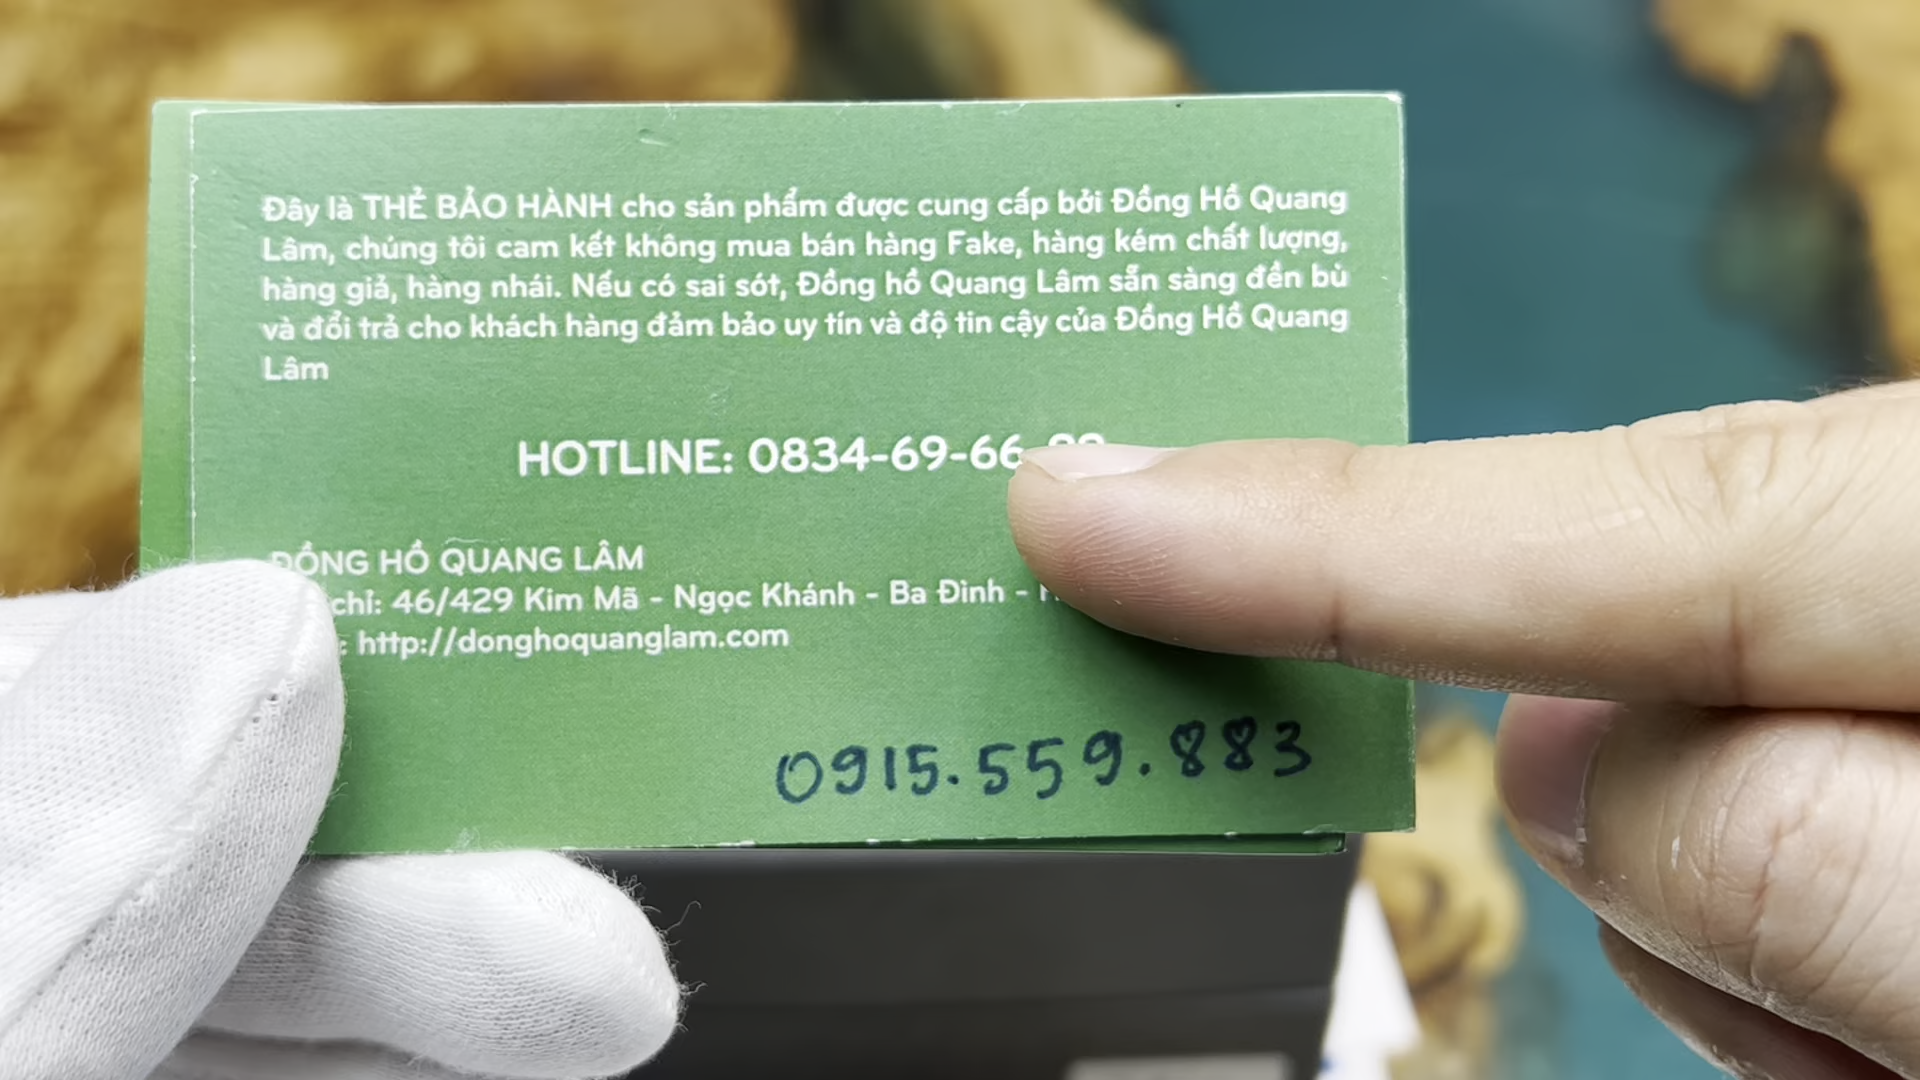 Đây là THẺ BẢO HÀNH cho sản phẩm được cung cấp bởi Đồng Hồ Quang
Lâm, chúng tôi cam kết không mua bán hàng Fake, hàng kém chất lượng,
hàng giả, hàng nhái. Nếu có sai sót, Đồng hồ Quang Lâm sẵn sàng đền bù
và đổi trả cho khách hàng đảm bảo uy tín và độ tin cậy của Đồng Hồ Quang
Lâm
HOTLINE: 0834-69-66
ĐỒNG HỒ QUANG LÂM
chỉ: 46/429 Kim Mã - Ngọc Khánh - Ba Đình -
: http://donghoquanglam.com
0915.559.883